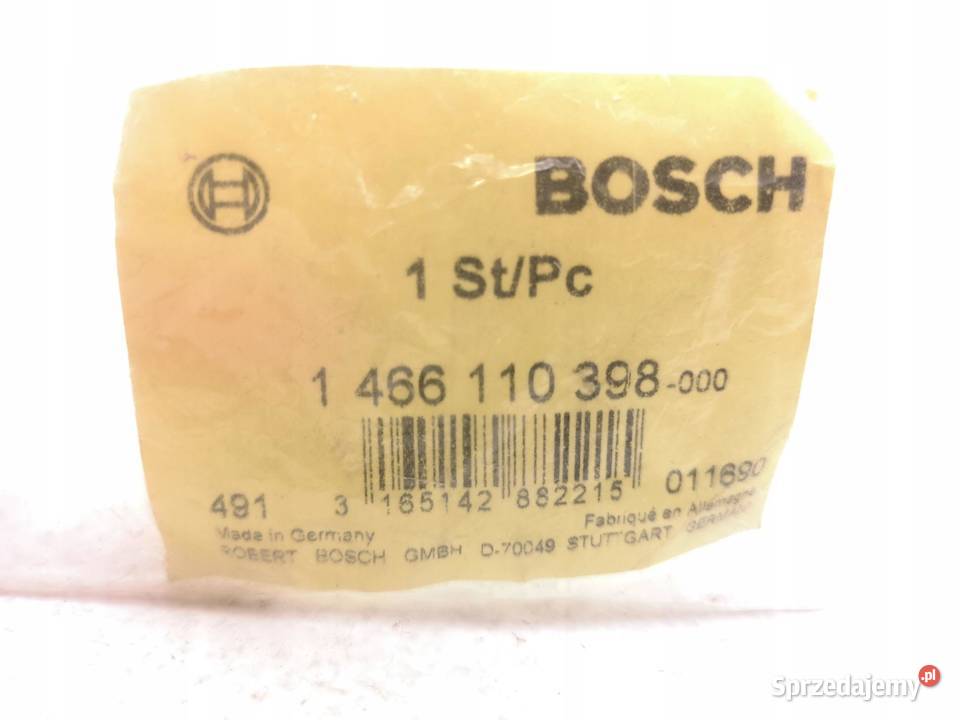 BOSCH
1 St/Pc
1 466 110 398-000
491 3 165142 882215 011690
Made in Germany Fabriqué en Allemagne
ROBERT BOSCH GMBH D-70049 STUTTGART GERMANY
Sprzedajemy.pl